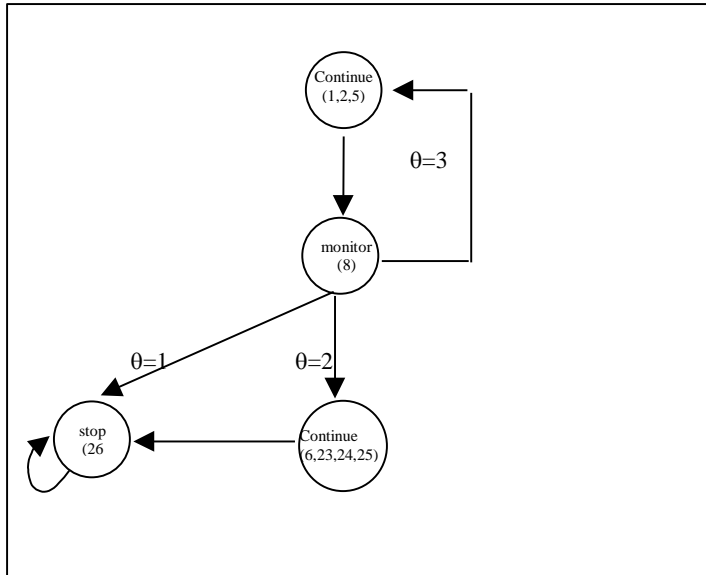 Continue
(1,2,5)
θ=3
monitor
(8)
θ=1
θ=2
stop
(26
Continue
(6,23,24,25)